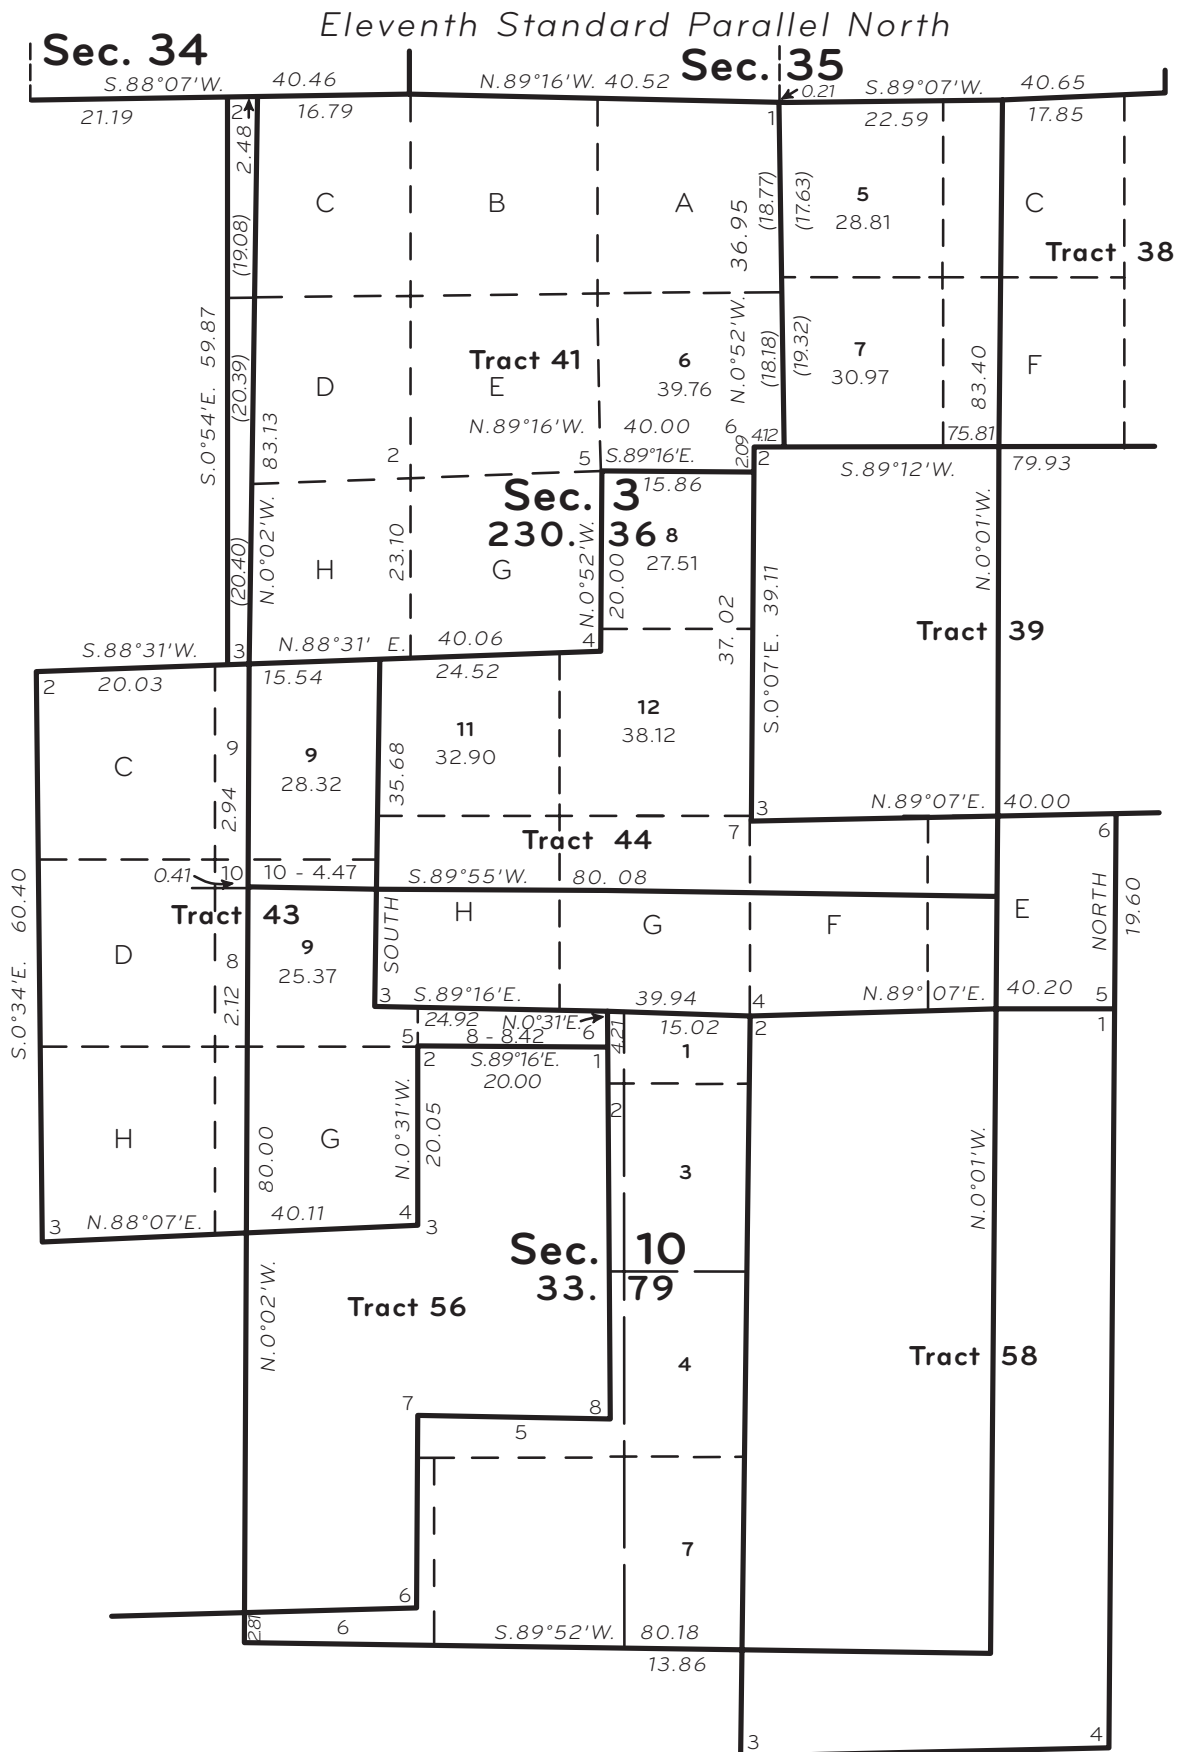 Eleventh Standard Parallel North
Sec. 34
Sec. 35
S.88°07'W. 40.46
N.89°16'W. 40.52
0.21
S.89°07'W. 40.65
21.19
2
2.48
16.79
1
22.59
17.85
C
B
A
36.95
(18.77)
(17.63)
5
28.81
C
Tract 38
(19.08)
S.0°54'E. 59.87
(20.39)
D
Tract 41
E
6
39.76
N.0°52'W.
(18.18)
(19.32)
7
30.97
83.40
F
83.13
N.89°16'W. 40.00
6
2
5
S.89°16'E.
2.09
4.12
2
75.81
S.89°12'W.
79.93
15.86
Sec. 3
230. 36
8
27.51
(20.40)
N.0°02'W.
H
23.10
G
N.0°52'W.
20.00
37. 02
S.0°07'E. 39.11
N.0°01'W.
Tract 39
S.88°31'W.
3
N.88°31' E.
40.06
4
2
20.03
15.54
24.52
C
9
2.94
9
28.32
35.68
11
32.90
12
38.12
3
N.89°07'E. 40.00
7
6
Tract 44
0.41
10
10 - 4.47
S.89°55'W. 80. 08
Tract 43
S.0°34'E. 60.40
D
8
2.12
9
25.37
SOUTH
H
G
F
E
NORTH
19.60
3
S.89°16'E.
39.94
4
N.89°07'E.
40.20
5
24.92
N.0°31'E.
4.21
15.02
2
1
5
8 - 8.42
6
2
S.89°16'E.
1
1
20.00
2
H
80.00
G
N.0°31'W.
20.05
3
N.0°01'W.
3
N.88°07'E.
40.11
4
3
Sec. 10
33. 79
N.0°02'W.
Tract 56
4
Tract 58
7
8
5
7
6
2.81
6
S.89°52'W. 80.18
13.86
3
4